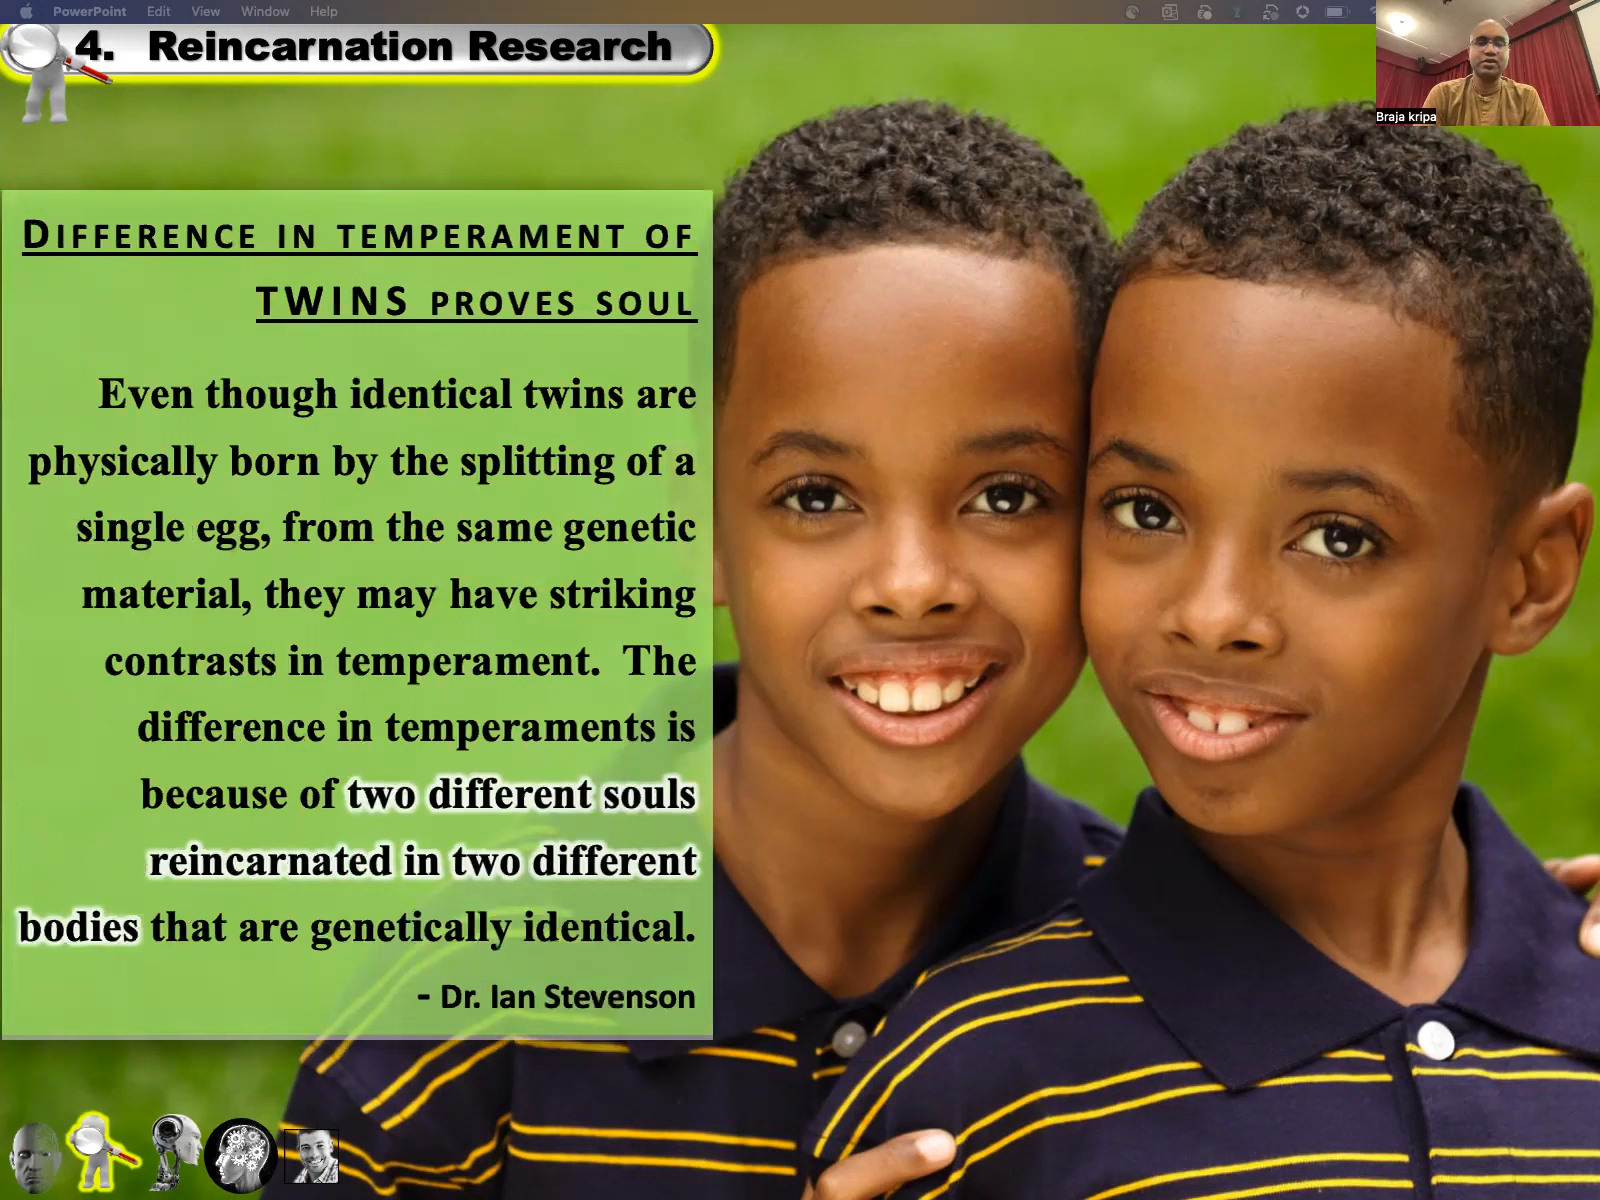 PowerPoint Edit View Window Help
4. Reincarnation Research
Braja kripa
DIFFERENCE IN TEMPERAMENT OF
TWINS PROVES SOUL
Even though identical twins are
physically born by the splitting of a
single egg, from the same genetic
material, they may have striking
contrasts in temperament. The
difference in temperaments is
because of two different souls
reincarnated in two different
bodies that are genetically identical.
- Dr. Ian Stevenson